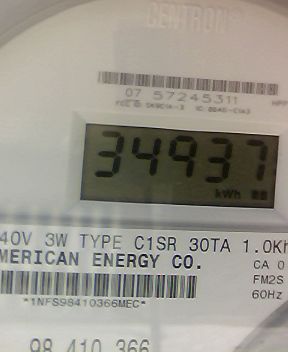 CENTRON
07 57245311
34937
kWh
40V 3W TYPE C1SR 30TA 1.0Kh
MERICAN ENERGY CO. CA 0
FM2S
60Hz
*1NFS98410366MEC*
98 410 366